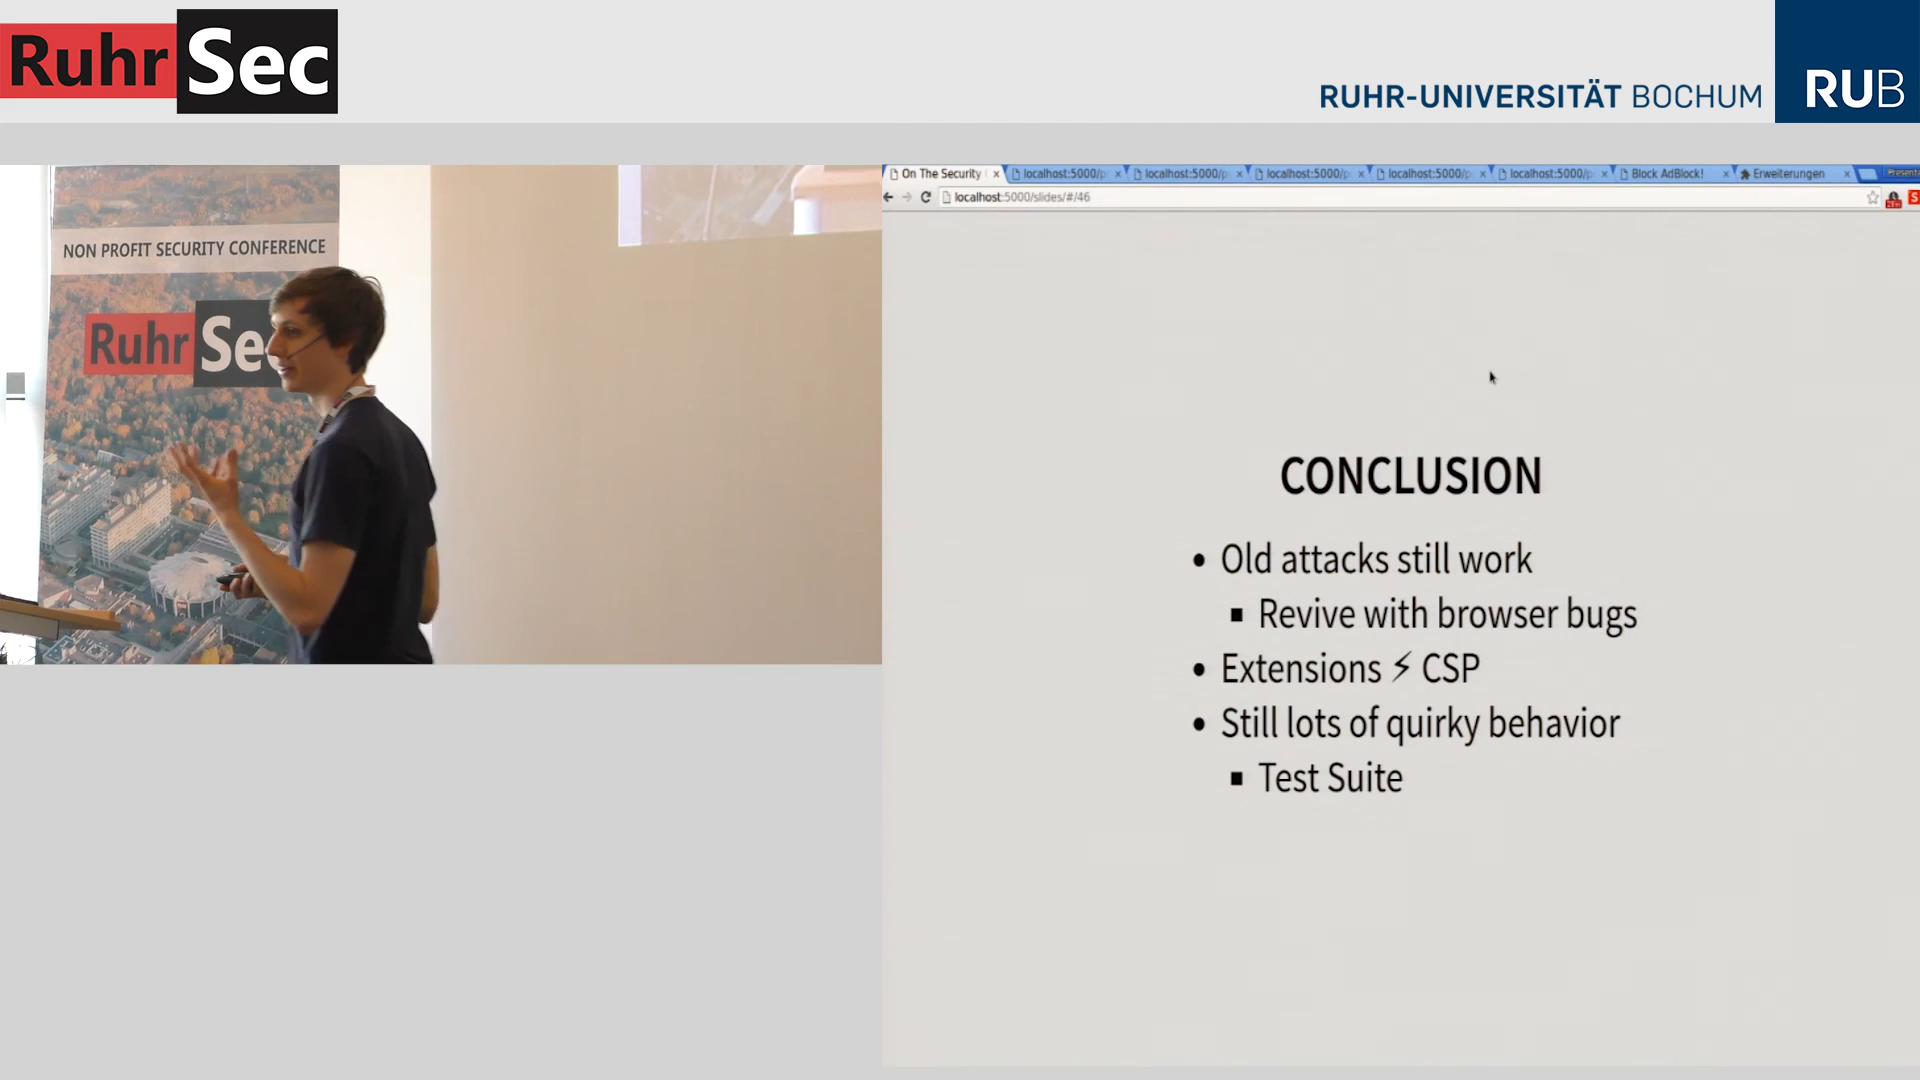 Ruhr Sec
RUHR-UNIVERSITÄT BOCHUM
RUB
NON PROFIT SECURITY CONFERENCE
Ruhr Sec
On The Security
localhost:5000/p
localhost:5000/p
localhost:5000/p
localhost:5000/p
localhost:5000/p
Block AdBlock!
Erweiterungen
localhost:5000/slides/#/46
CONCLUSION
• Old attacks still work
▪ Revive with browser bugs
• Extensions ⚡ CSP
• Still lots of quirky behavior
▪ Test Suite